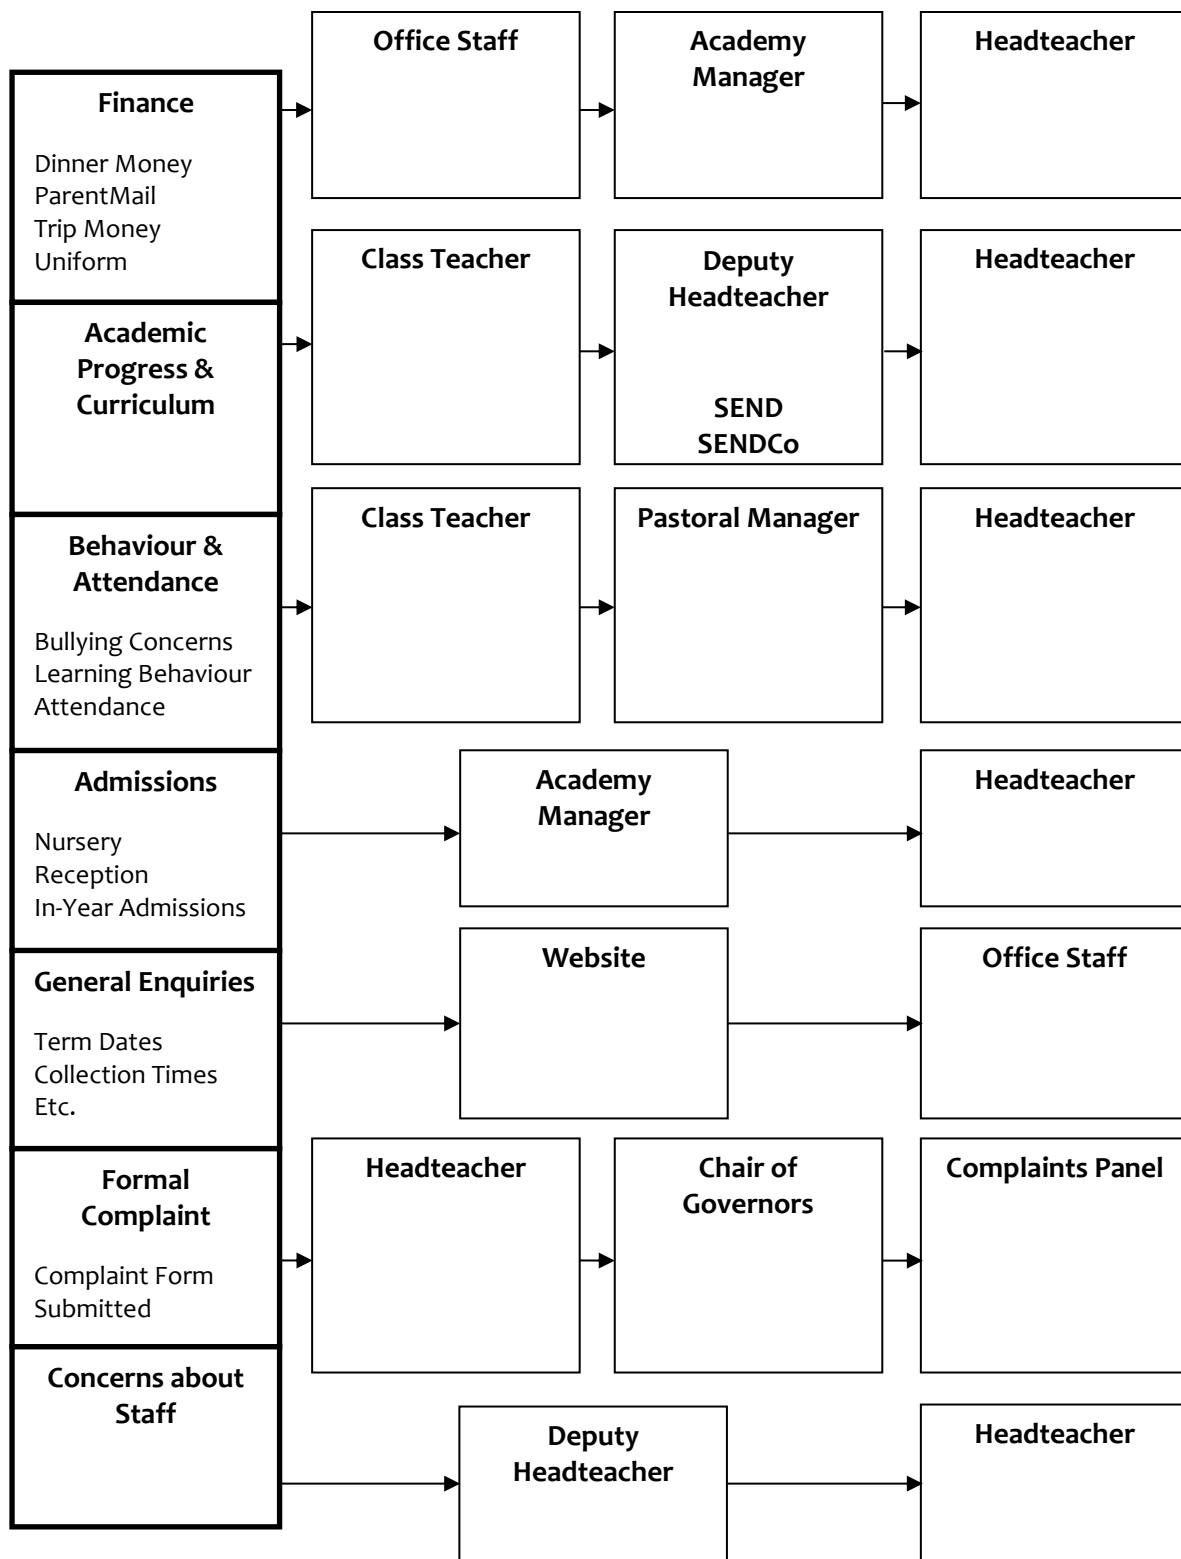 Finance
Dinner Money
ParentMail
Trip Money
Uniform
Office Staff
Academy
Manager
Headteacher
Academic
Progress &
Curriculum
Class Teacher
Deputy
Headteacher
SEND
SENDCo
Headteacher
Behaviour &
Attendance
Bullying Concerns
Learning Behaviour
Attendance
Class Teacher
Pastoral Manager
Headteacher
Admissions
Nursery
Reception
In-Year Admissions
Academy
Manager
Headteacher
General Enquiries
Term Dates
Collection Times
Etc.
Website
Office Staff
Formal
Complaint
Complaint Form
Submitted
Headteacher
Chair of
Governors
Complaints Panel
Concerns about
Staff
Deputy
Headteacher
Headteacher